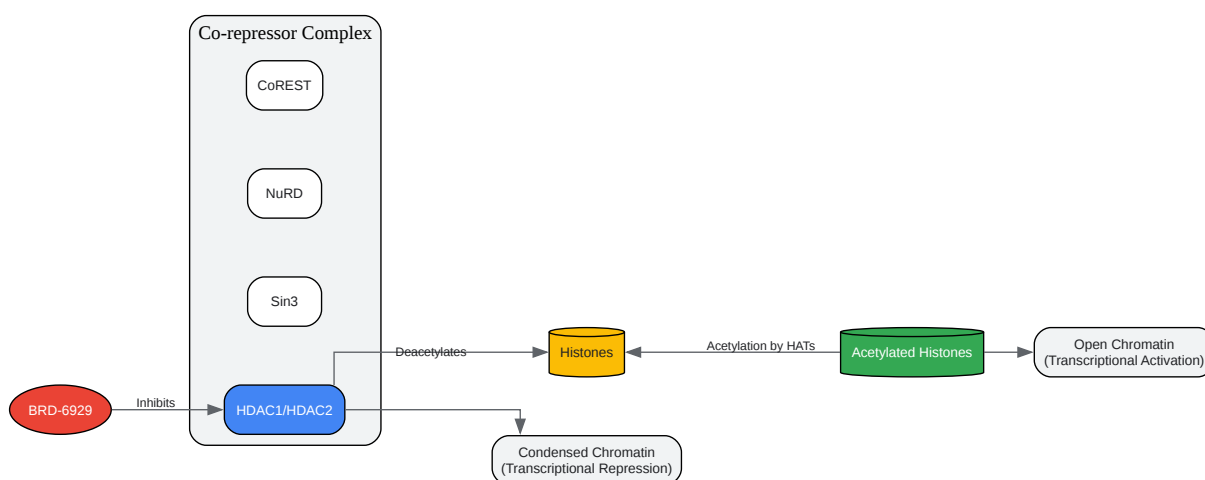 Co-repressor Complex
CoREST
NuRD
Sin3
Deacetylates
Histones
Acetylation by HATs
Acetylated Histones
Open Chromatin
(Transcriptional Activation)
BRD-6929
Inhibits
HDAC1/HDAC2
Condensed Chromatin
(Transcriptional Repression)